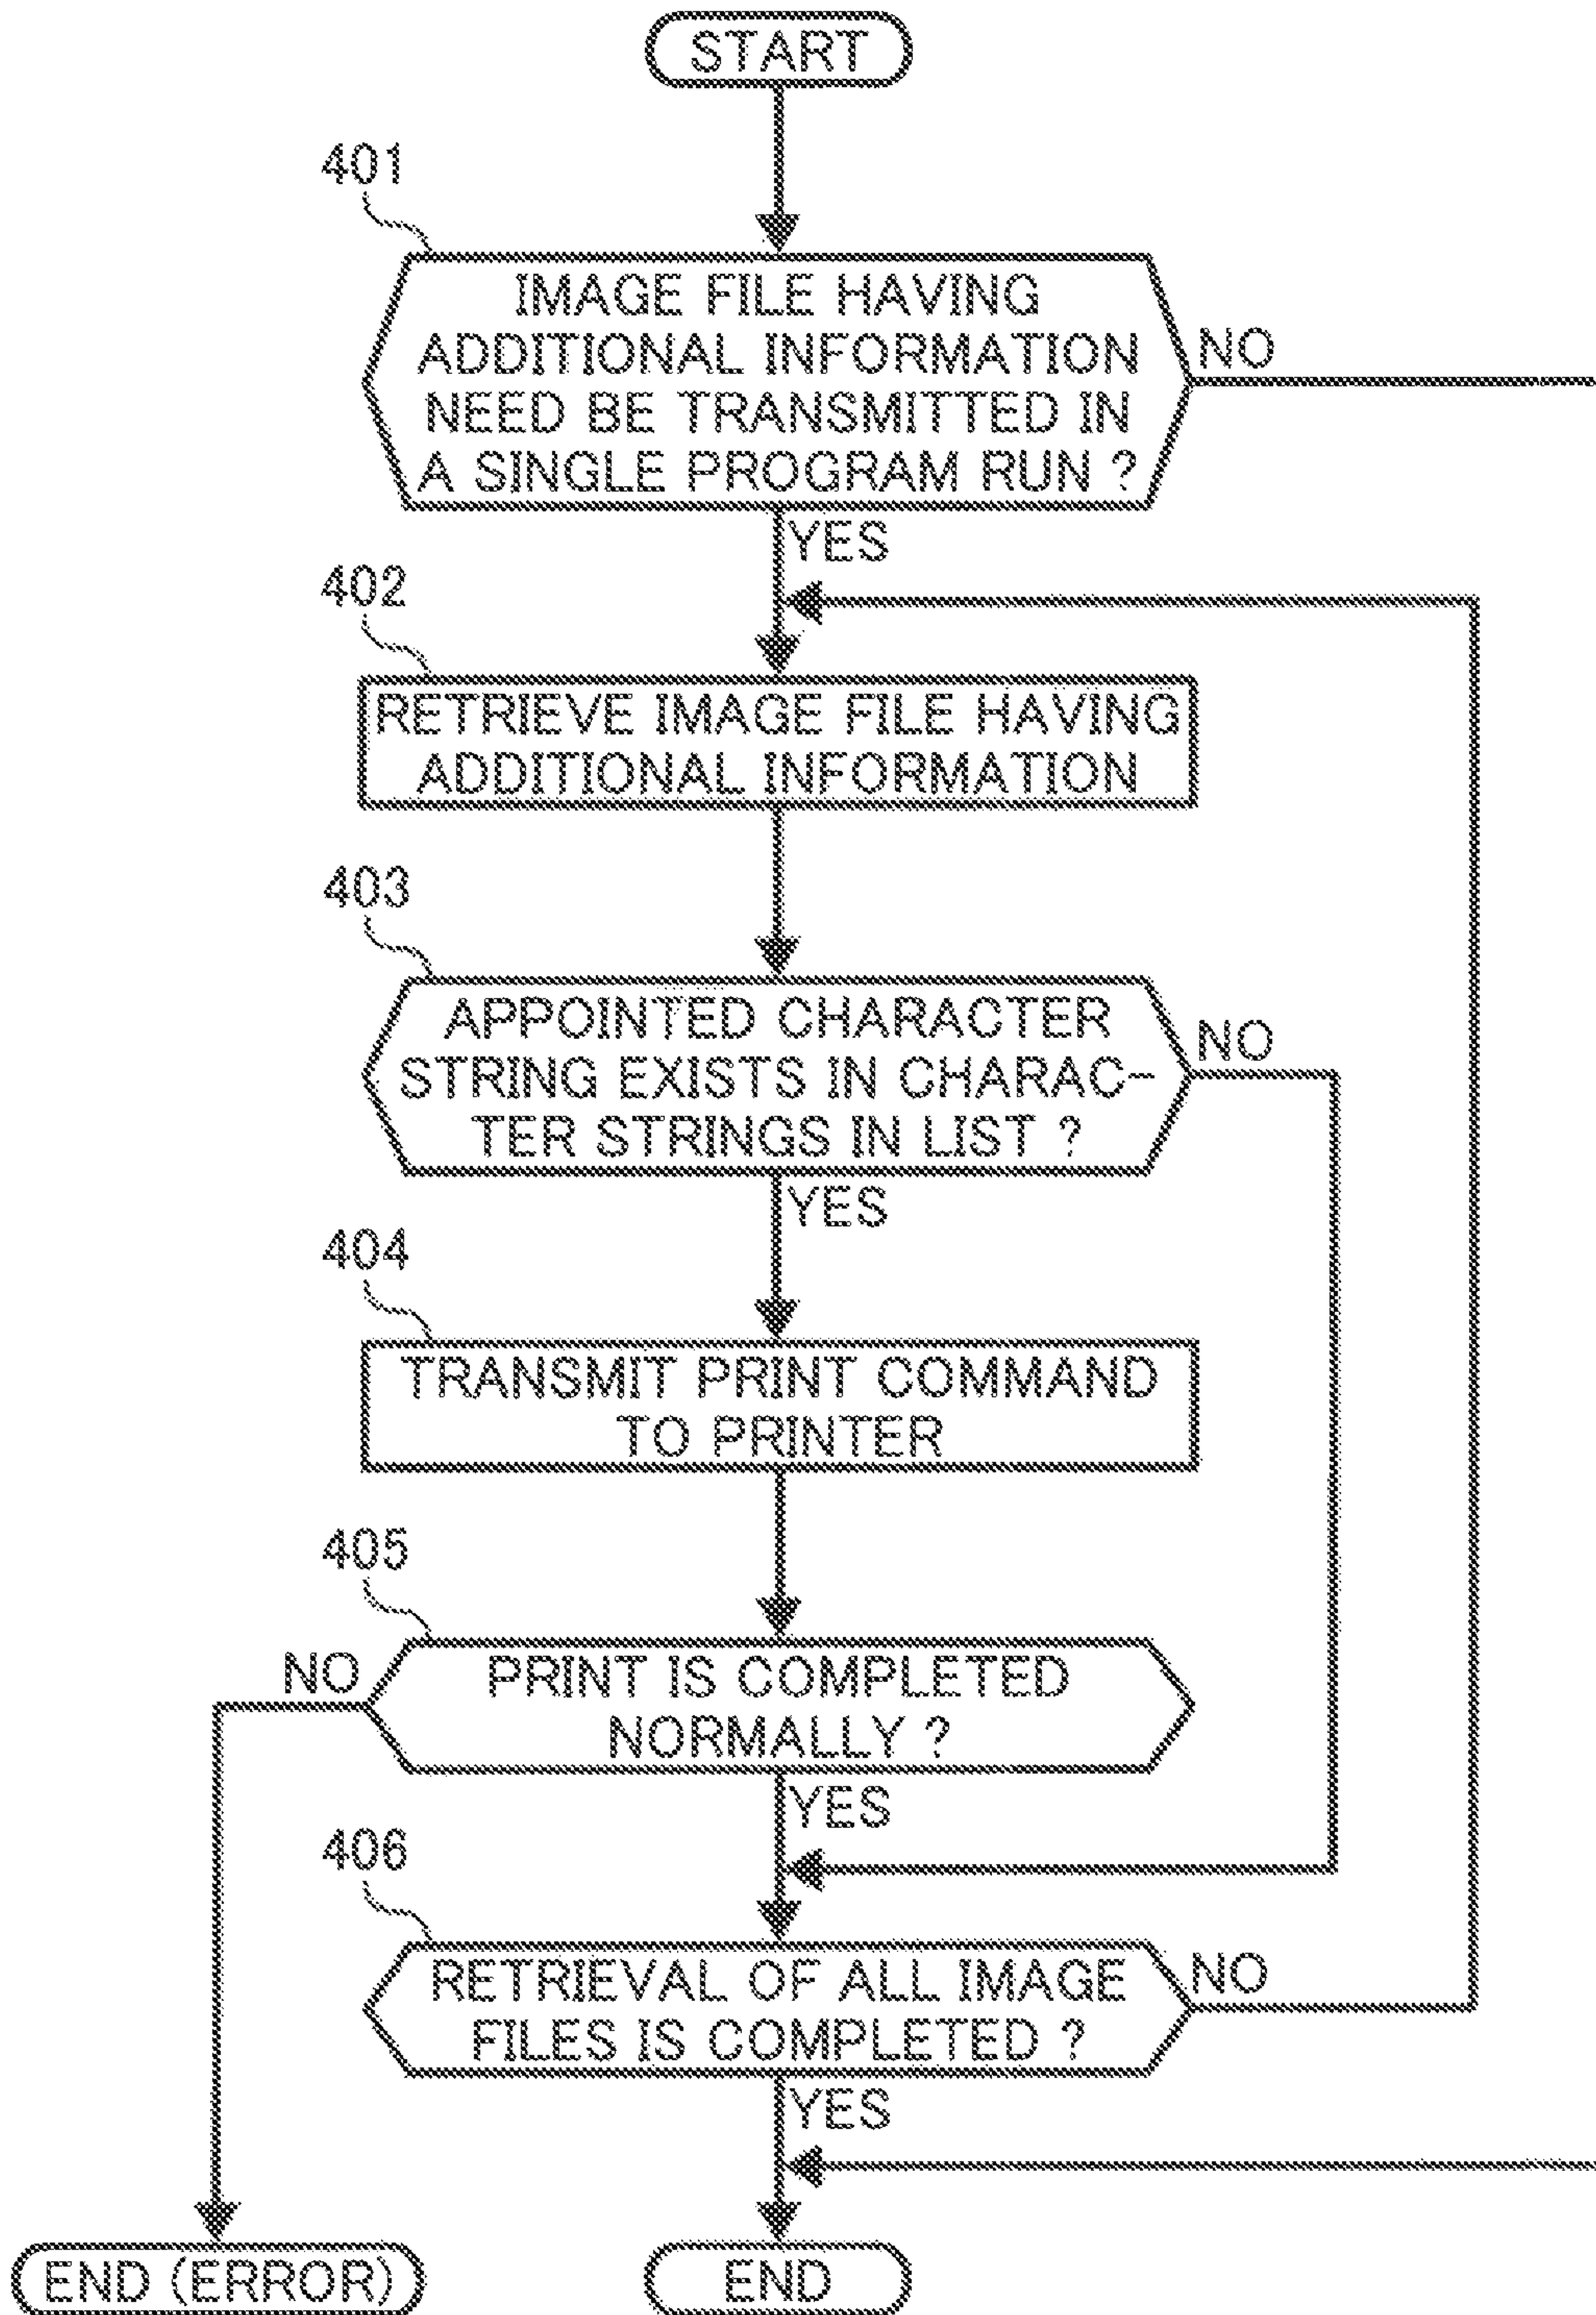 START
401
IMAGE FILE HAVING
ADDITIONAL INFORMATION
NEED BE TRANSMITTED IN
A SINGLE PROGRAM RUN ?
NO
YES
402
RETRIEVE IMAGE FILE HAVING
ADDITIONAL INFORMATION
403
APPOINTED CHARACTER
STRING EXISTS IN CHARAC-
TER STRINGS IN LIST ?
NO
YES
404
TRANSMIT PRINT COMMAND
TO PRINTER
405
NO
PRINT IS COMPLETED
NORMALLY ?
YES
406
RETRIEVAL OF ALL IMAGE
FILES IS COMPLETED ?
NO
YES
END (ERROR)
END